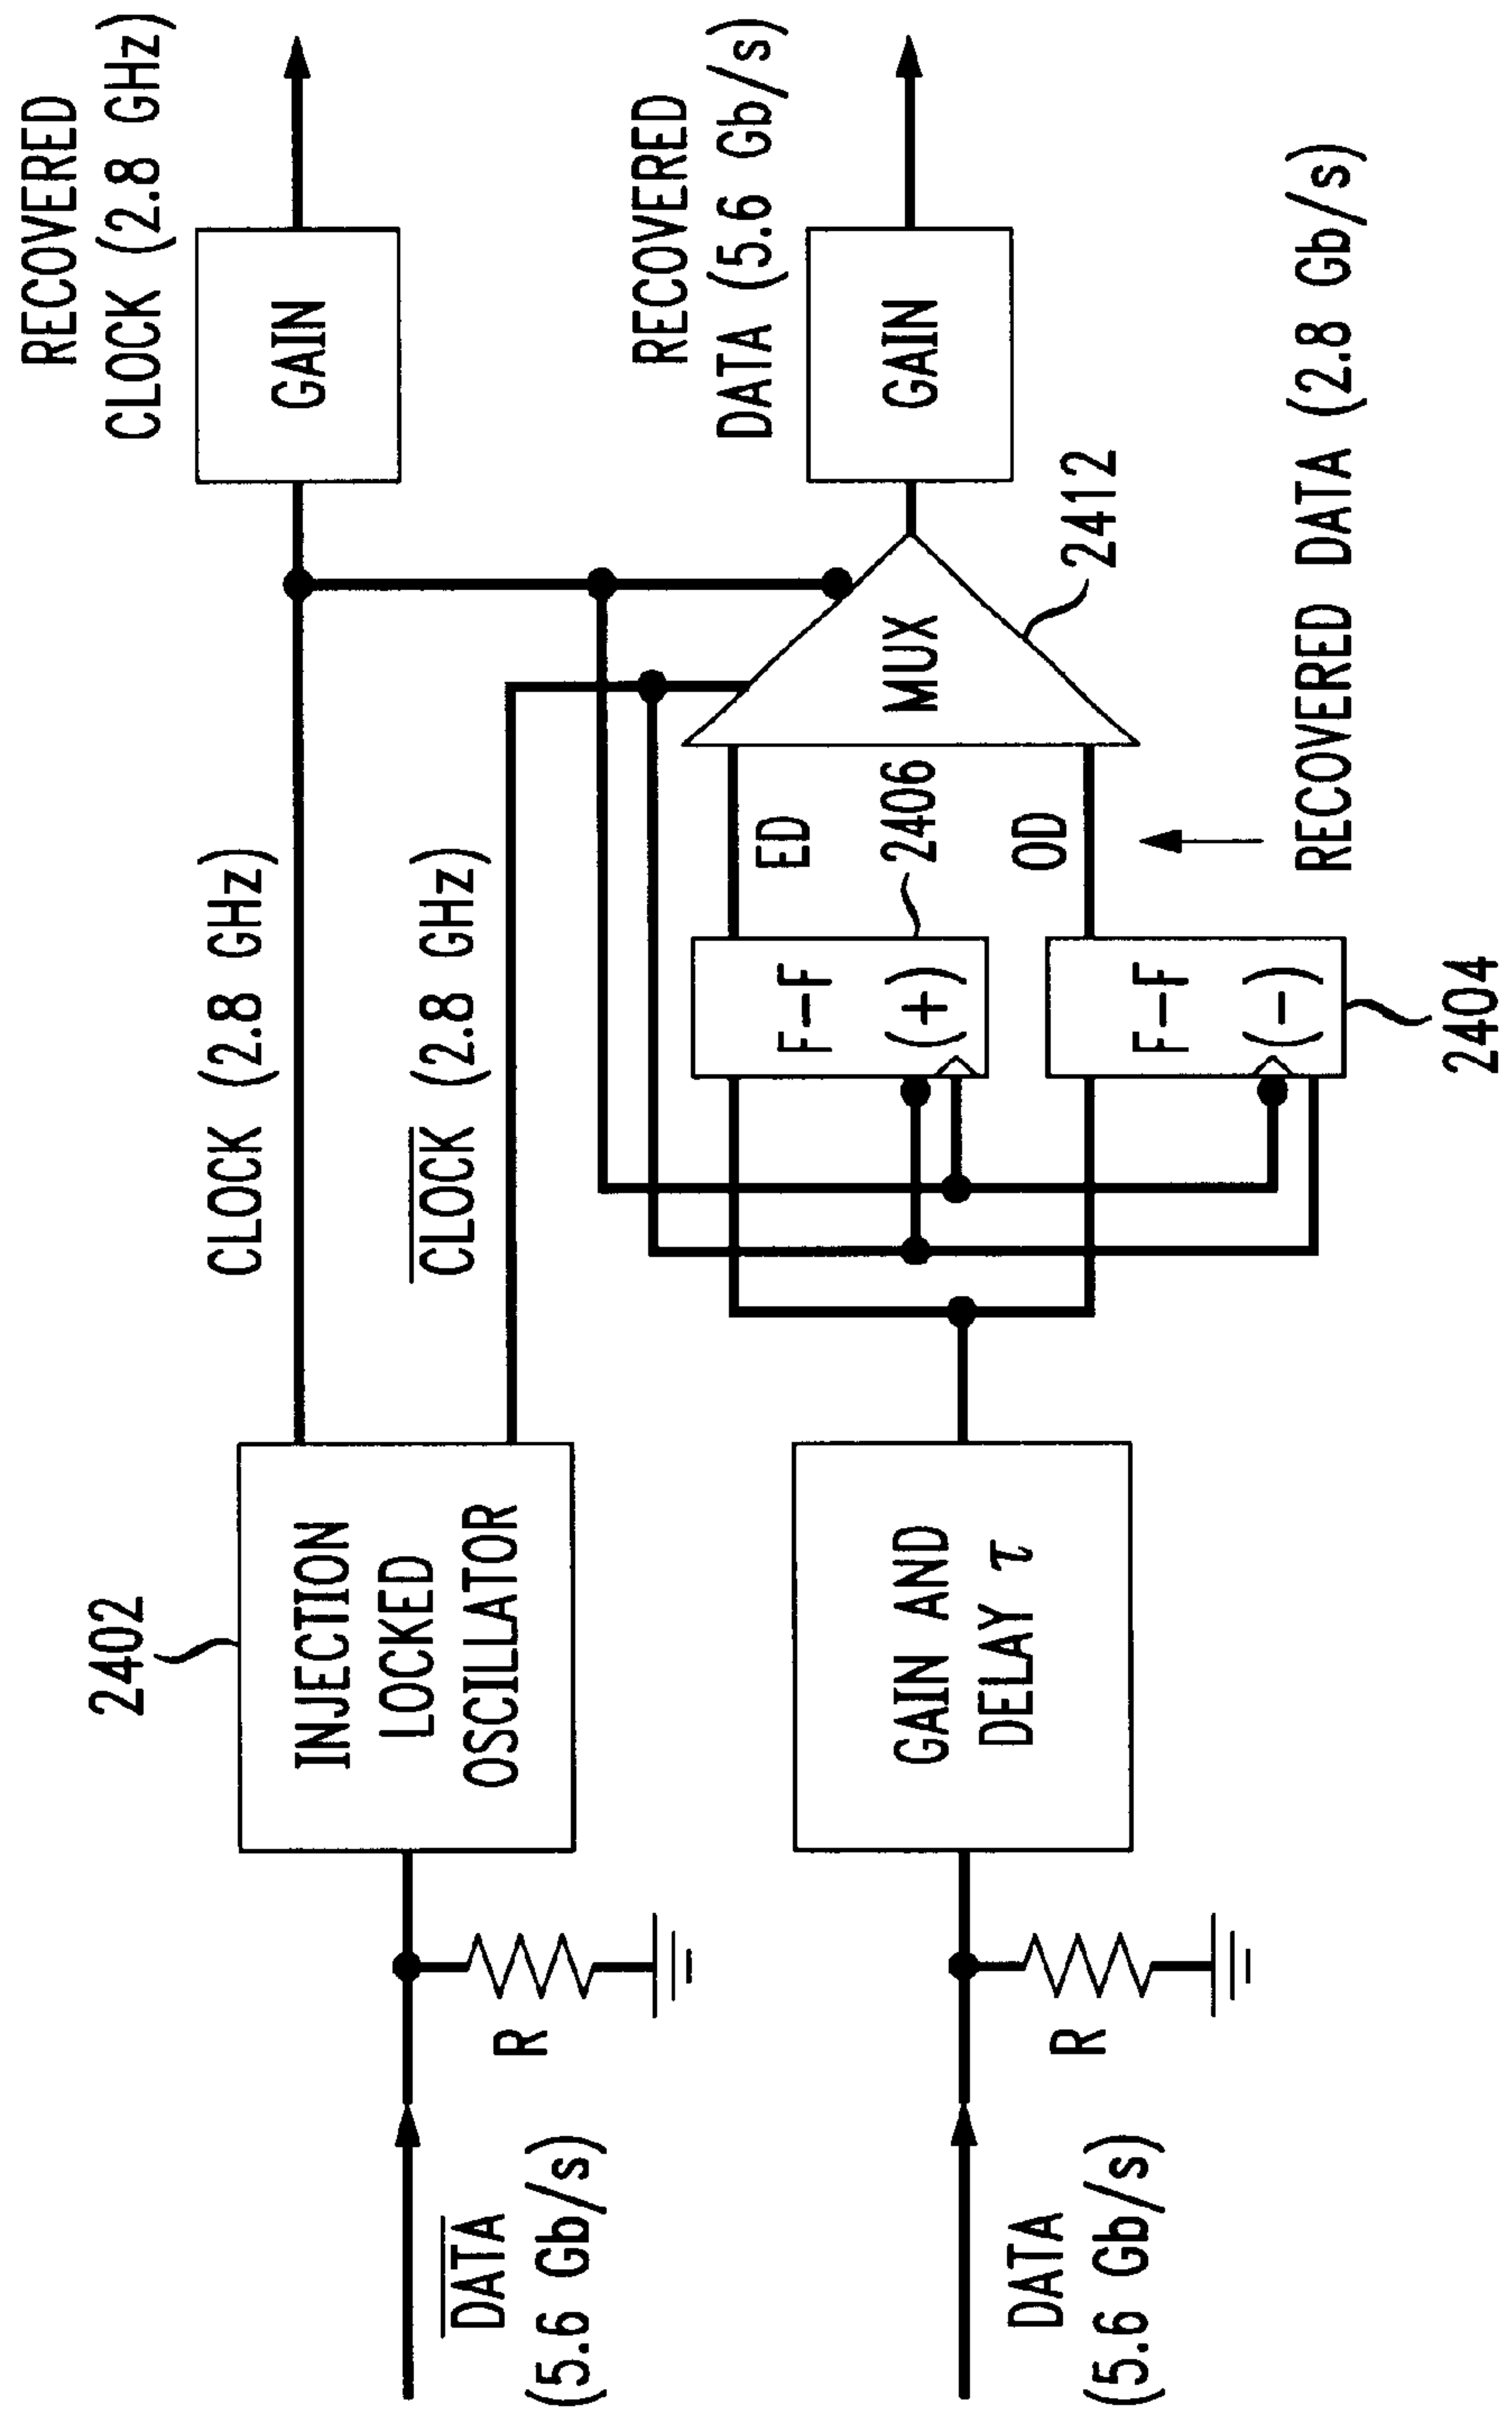 2402
INJECTION
LOCKED
OSCILLATOR
D̅A̅T̅A̅
(5.6 Gb/s)
R
CLOCK (2.8 GHz)
C̅L̅O̅C̅K̅ (2.8 GHz)
GAIN
RECOVERED
CLOCK (2.8 GHz)
DATA
(5.6 Gb/s)
R
GAIN AND
DELAY τ
F-F
(+)
2406
F-F
(-)
2404
ED
OD
MUX
2412
GAIN
RECOVERED
DATA (5.6 Gb/s)
RECOVERED DATA (2.8 Gb/s)